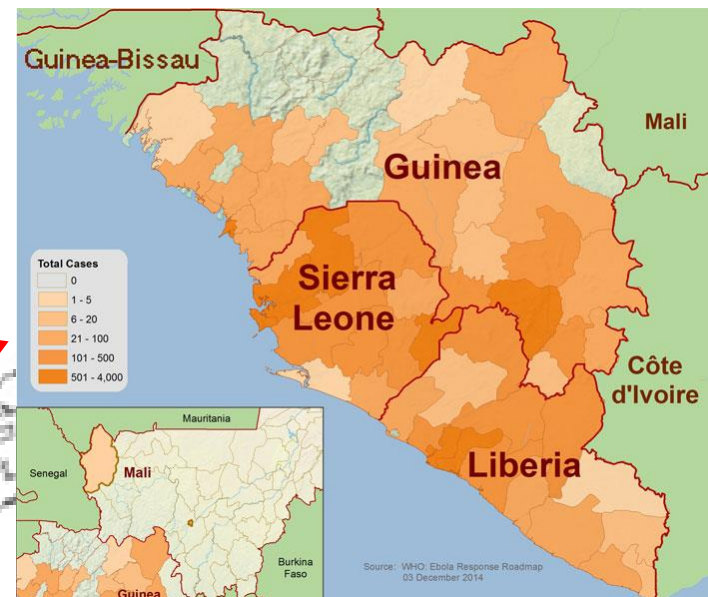 Guinea-Bissau
Mali
Guinea
Total Cases
0
1 - 5
6 - 20
21 - 100
101 - 500
501 - 4,000
Sierra
Leone
Côte
d'Ivoire
Liberia
Mauritania
Senegal
Mali
Burkina
Faso
Guinea
Source: WHO: Ebola Response Roadmap
03 December 2014